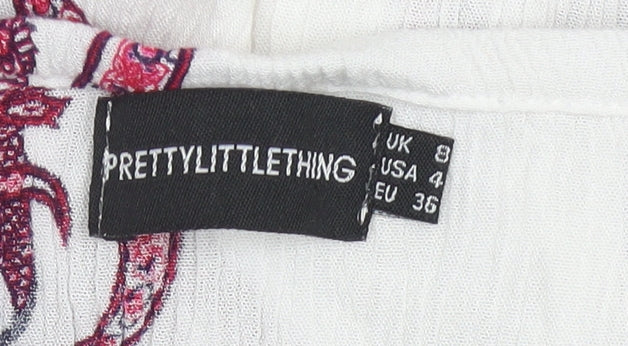 PRETTYLITTLETHING
UK 8
USA 4
EU 36